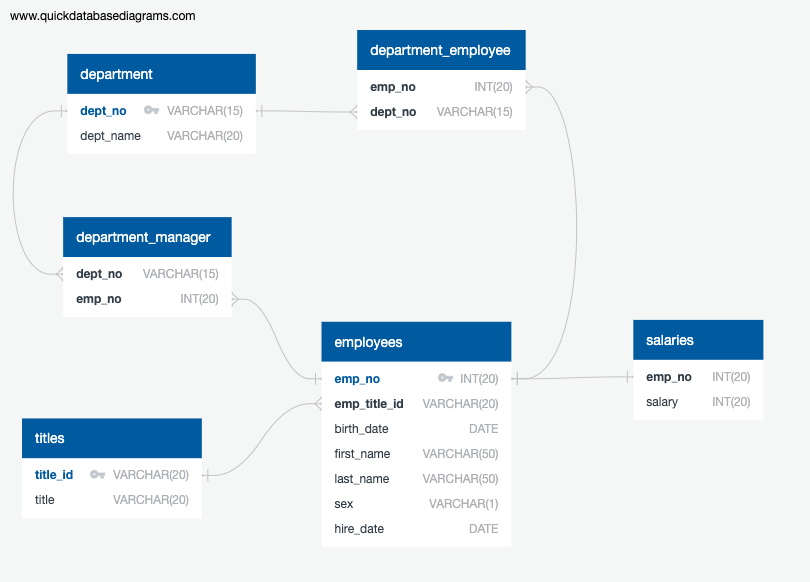 www.quickdatabasediagrams.com
department
dept_no VARCHAR(15)
dept_name VARCHAR(20)
department_employee
emp_no INT(20)
dept_no VARCHAR(15)
department_manager
dept_no VARCHAR(15)
emp_no INT(20)
employees
emp_no INT(20)
emp_title_id VARCHAR(20)
birth_date DATE
first_name VARCHAR(50)
last_name VARCHAR(50)
sex VARCHAR(1)
hire_date DATE
salaries
emp_no INT(20)
salary INT(20)
titles
title_id VARCHAR(20)
title VARCHAR(20)